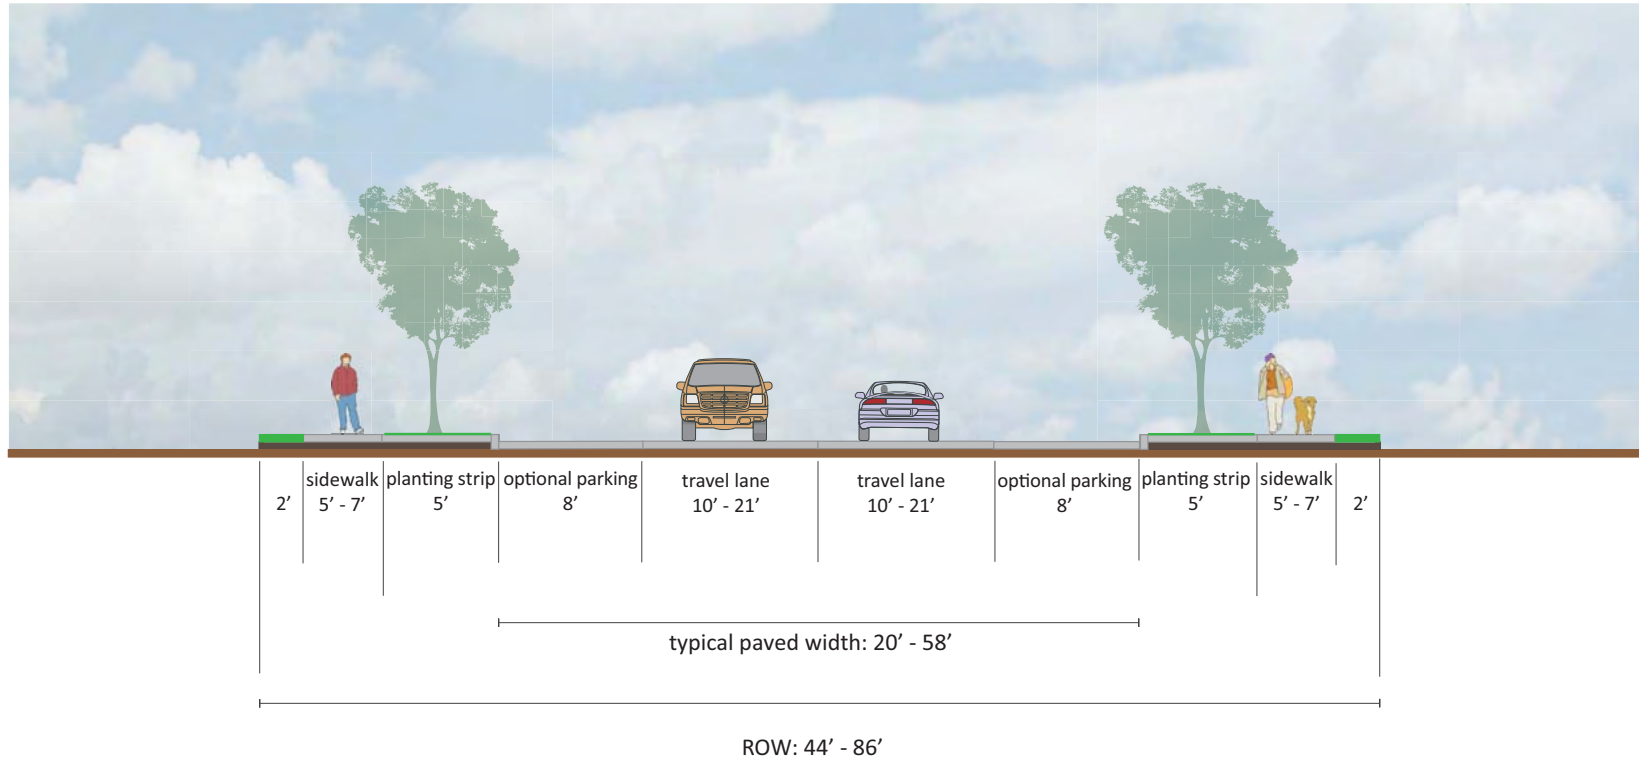 2’
sidewalk
5’ - 7’
planting strip
5’
optional parking
8’
travel lane
10’ - 21’
travel lane
10’ - 21’
optional parking
8’
planting strip
5’
sidewalk
5’ - 7’
2’
typical paved width: 20’ - 58’
ROW: 44’ - 86’